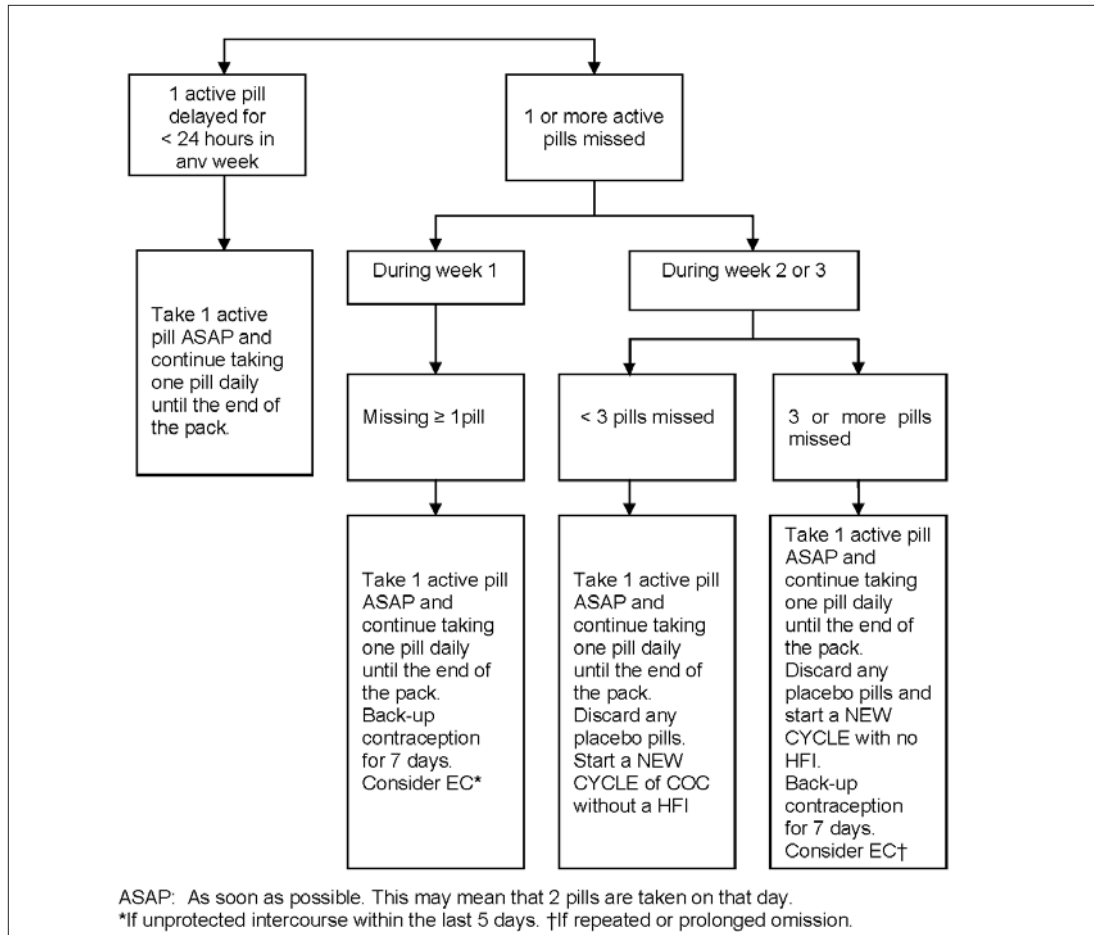 1 active pill
delayed for
< 24 hours in
any week
1 or more active
pills missed
Take 1 active
pill ASAP and
continue taking
one pill daily
until the end of
the pack.
During week 1
During week 2 or 3
Missing ≥ 1pill
< 3 pills missed
3 or more pills
missed
Take 1 active pill
ASAP and
continue taking
one pill daily
until the end of
the pack.
Back-up
contraception
for 7 days.
Consider EC*
Take 1 active pill
ASAP and
continue taking
one pill daily
until the end of
the pack.
Discard any
placebo pills.
Start a NEW
CYCLE of COC
without a HFI
Take 1 active pill
ASAP and
continue taking
one pill daily
until the end of
the pack.
Discard any
placebo pills and
start a NEW
CYCLE with no
HFI.
Back-up
contraception
for 7 days.
Consider EC†
ASAP: As soon as possible. This may mean that 2 pills are taken on that day.
*If unprotected intercourse within the last 5 days. †If repeated or prolonged omission.